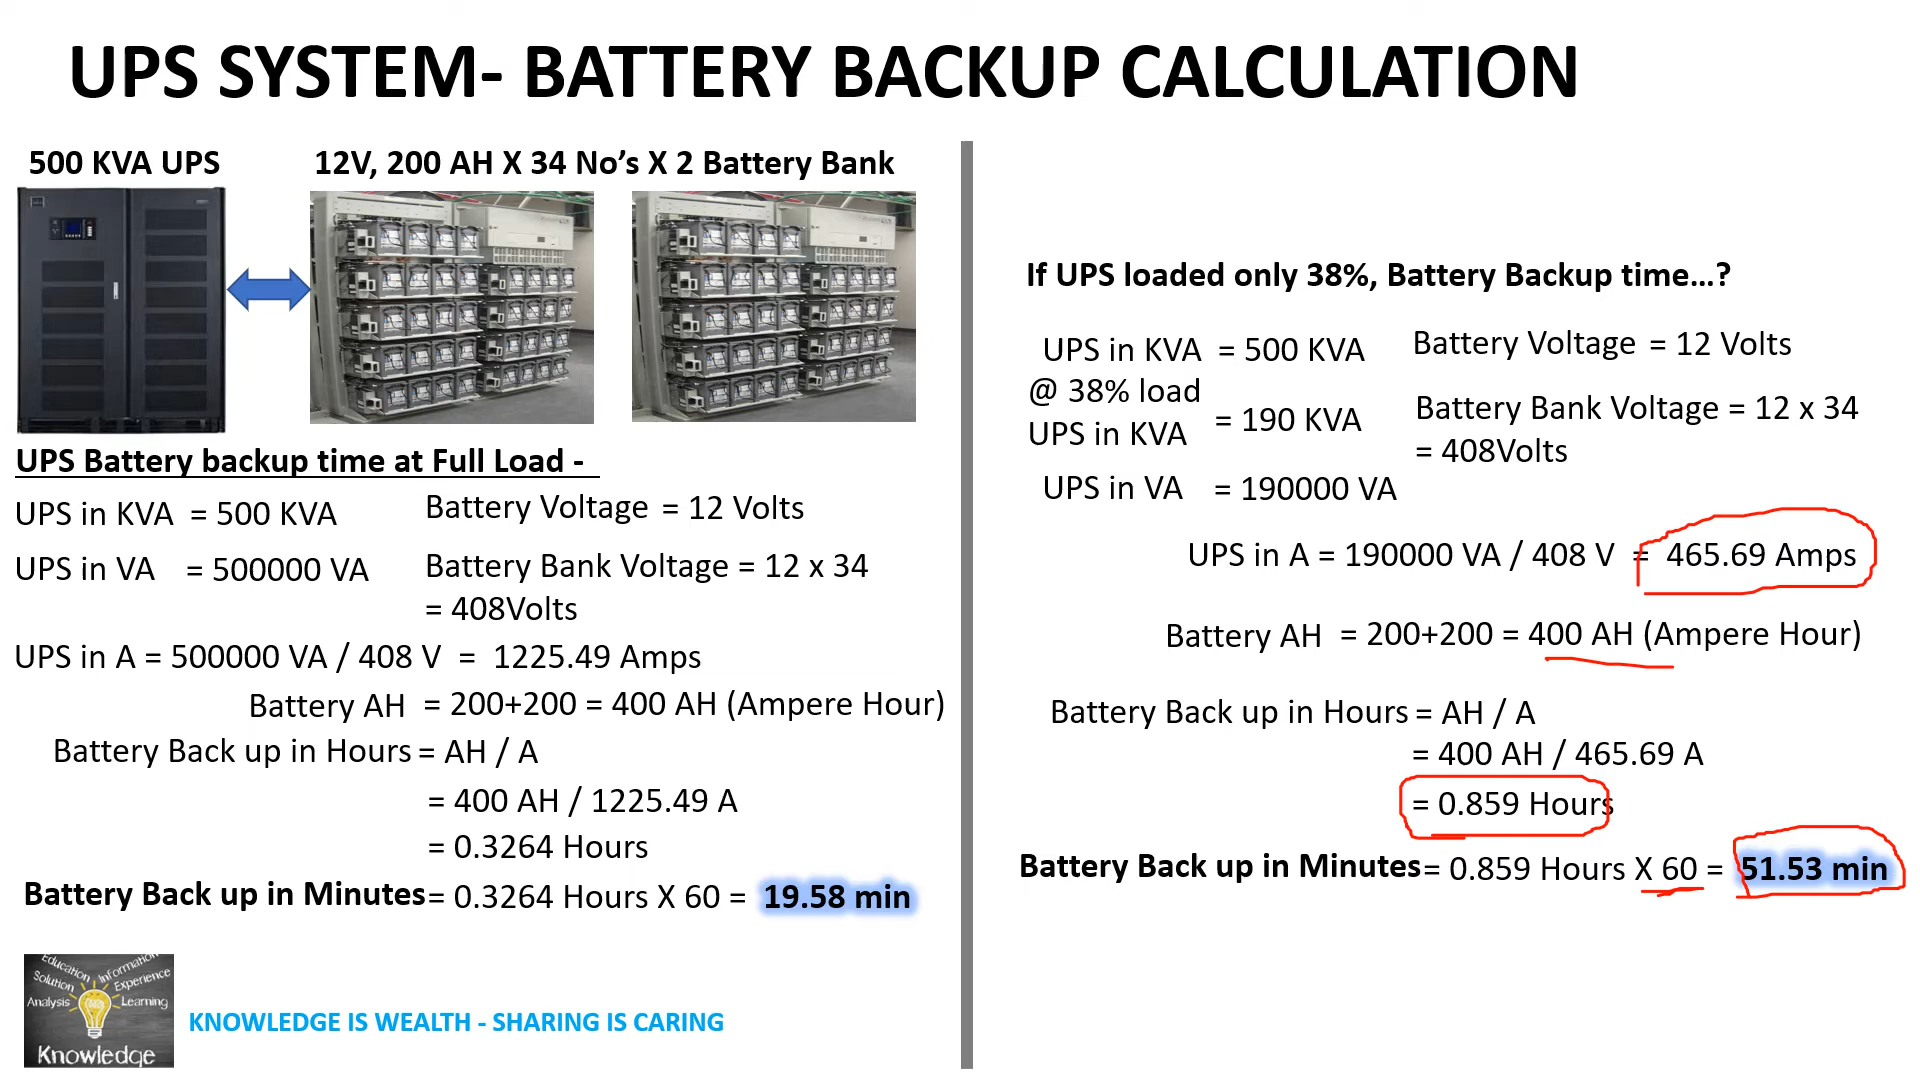 UPS SYSTEM- BATTERY BACKUP CALCULATION
500 KVA UPS
12V, 200 AH X 34 No's X 2 Battery Bank
UPS Battery backup time at Full Load -
UPS in KVA = 500 KVA
Battery Voltage = 12 Volts
UPS in VA = 500000 VA
Battery Bank Voltage = 12 x 34
= 408Volts
UPS in A = 500000 VA / 408 V = 1225.49 Amps
Battery AH = 200+200 = 400 AH (Ampere Hour)
Battery Back up in Hours = AH / A
= 400 AH / 1225.49 A
= 0.3264 Hours
Battery Back up in Minutes= 0.3264 Hours X 60 = 19.58 min
Education
Information
Solution
Experience
Analysis
Learning
Knowledge
KNOWLEDGE IS WEALTH - SHARING IS CARING
If UPS loaded only 38%, Battery Backup time...?
UPS in KVA = 500 KVA
Battery Voltage = 12 Volts
@ 38% load
UPS in KVA = 190 KVA
Battery Bank Voltage = 12 x 34
= 408Volts
UPS in VA = 190000 VA
UPS in A = 190000 VA / 408 V = 465.69 Amps
Battery AH = 200+200 = 400 AH (Ampere Hour)
Battery Back up in Hours = AH / A
= 400 AH / 465.69 A
= 0.859 Hours
Battery Back up in Minutes= 0.859 Hours X 60 = 51.53 min